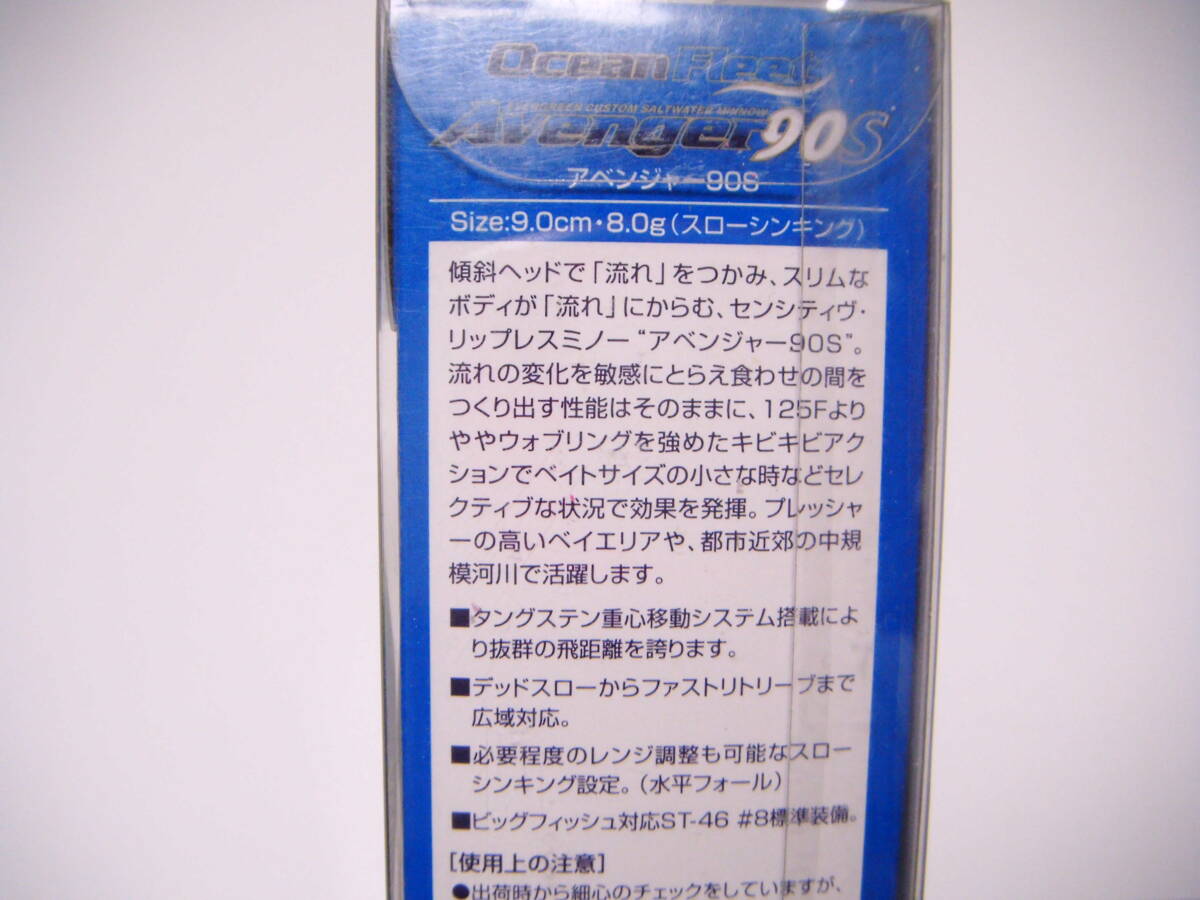 Ocean Fleet
EVERGREEN CUSTOM SALTWATER MINNOW
Avenger90S
アベンジャー90S
Size:9.0cm・8.0g(スローシンキング)
傾斜ヘッドで「流れ」をつかみ、スリムな
ボディが「流れ」にからむ、センシティヴ・
リップレスミノー“アベンジャー90S”。
流れの変化を敏感にとらえ食わせの間を
つくり出す性能はそのままに、125Fより
ややウォブリングを強めたキビキビアク
ションでベイトサイズの小さな時などセレ
クティブな状況で効果を発揮。プレッシャ
ーの高いベイエリアや、都市近郊の中規
模河川で活躍します。
■タングステン重心移動システム搭載によ
り抜群の飛距離を誇ります。
■デッドスローからファストリトリーブまで
広域対応。
■必要程度のレンジ調整も可能なスロー
シンキング設定。(水平フォール)
■ビッグフィッシュ対応ST-46 #8標準装備。
[使用上の注意]
●出荷時から細心のチェックをしていますが、